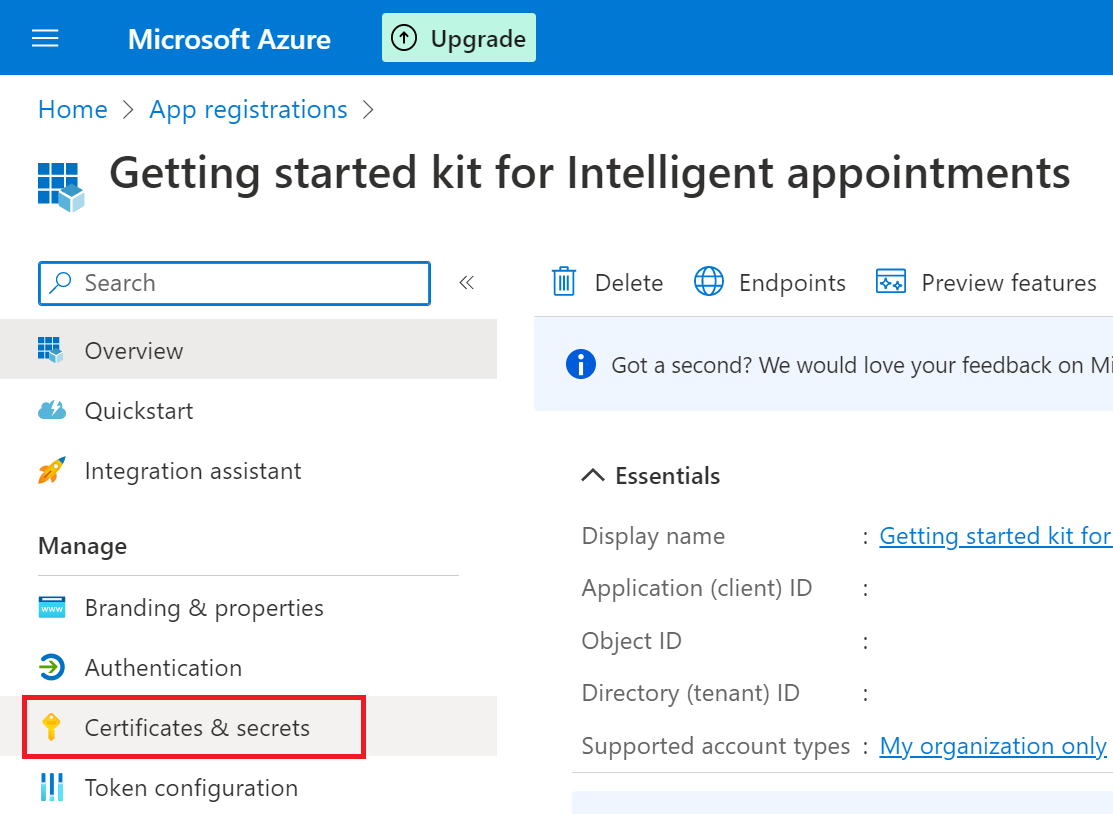 Microsoft Azure
Upgrade
Home > App registrations >
Getting started kit for Intelligent appointments
Search
«
Overview
Quickstart
Integration assistant
Manage
Branding & properties
Authentication
Certificates & secrets
Token configuration
Delete
Endpoints
Preview features
Got a second? We would love your feedback on Mi
Essentials
Display name : Getting started kit for
Application (client) ID :
Object ID :
Directory (tenant) ID :
Supported account types : My organization only